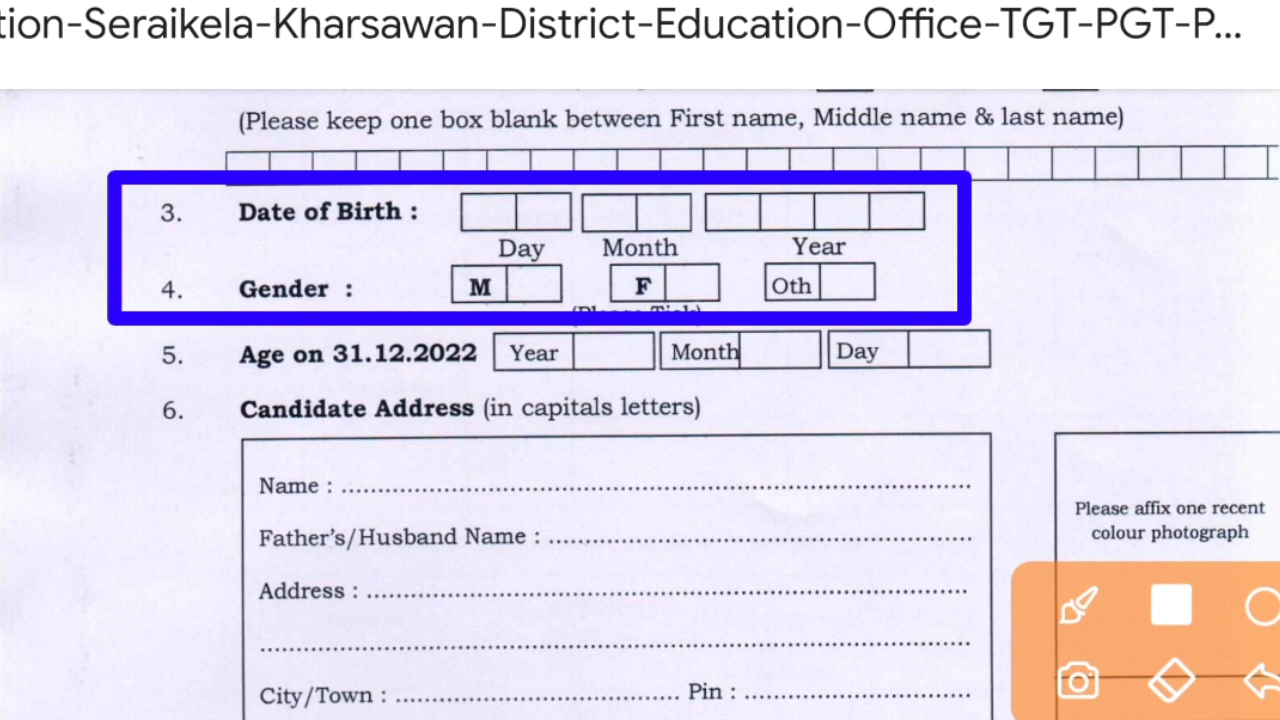 tion-Seraikela-Kharsawan-District-Education-Office-TGT-PGT-P...
(Please keep one box blank between First name, Middle name & last name)
3. Date of Birth :
Day Month Year
4. Gender : M F Oth
(Please Tick)
5. Age on 31.12.2022 Year Month Day
6. Candidate Address (in capitals letters)
Name : ........................................
Please affix one recent
colour photograph
Father's/Husband Name : ........................................
Address : ........................................
........................................
City/Town : .............................. Pin : ..............................